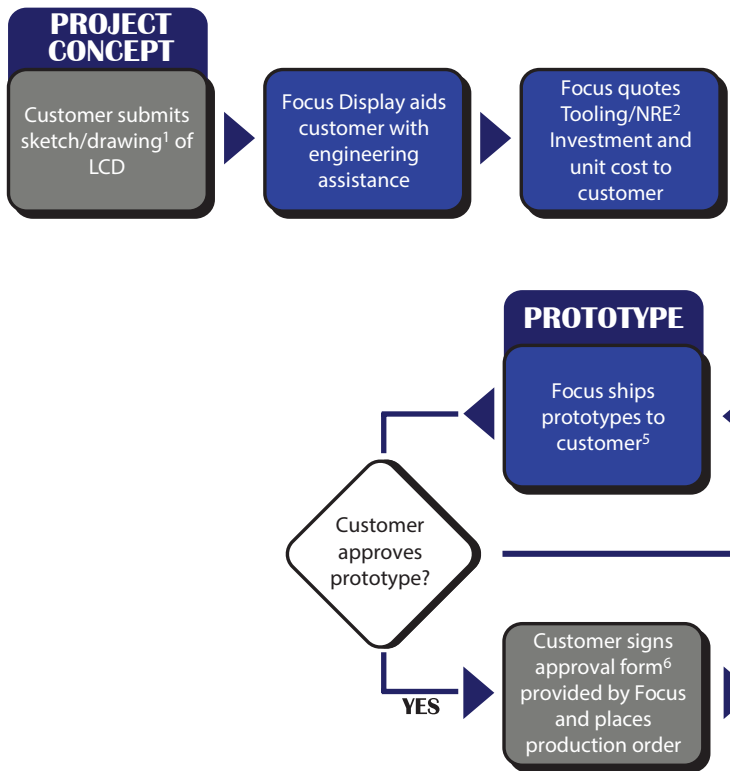 PROJECT
CONCEPT
Customer submits
sketch/drawing¹ of
LCD
Focus Display aids
customer with
engineering
assistance
Focus quotes
Tooling/NRE²
Investment and
unit cost to
customer
PROTOTYPE
Focus ships
prototypes to
customer⁵
Customer
approves
prototype?
YES
Customer signs
approval form⁶
provided by Focus
and places
production order